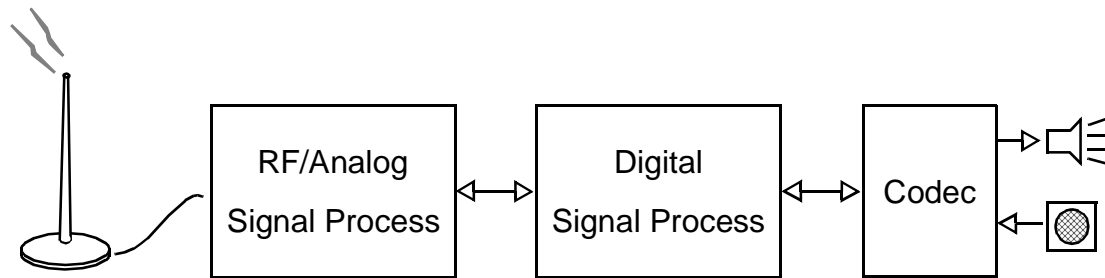 RF/Analog
Signal Process
Digital
Signal Process
Codec